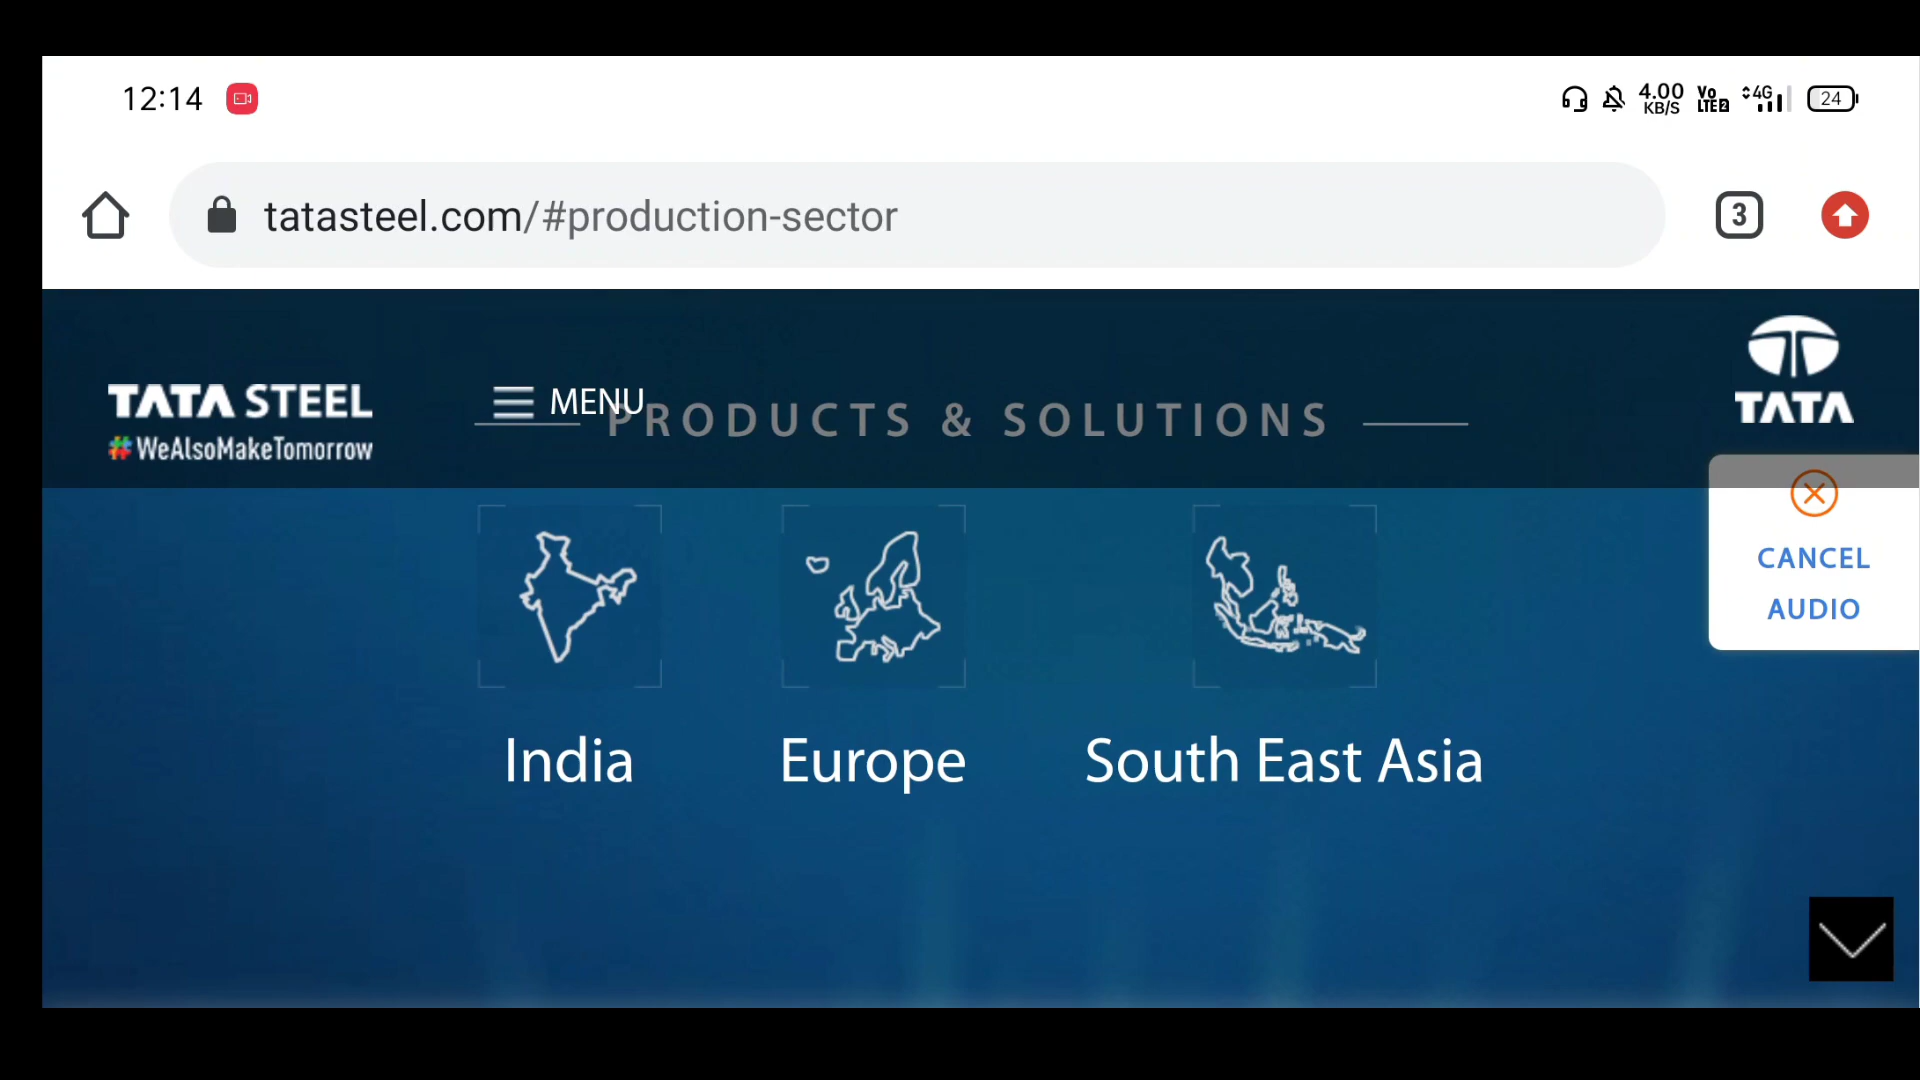 12:14
4.00 KB/S Vo LTE2 4G 24
tatasteel.com/#production-sector
3
TATA STEEL
#WeAlsoMakeTomorrow
MENU
PRODUCTS & SOLUTIONS
TATA
CANCEL
AUDIO
India
Europe
South East Asia